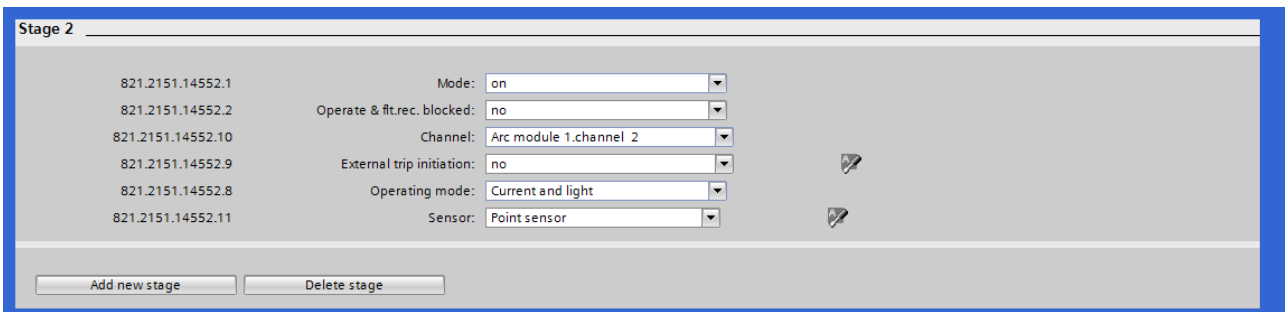 Stage 2
821.2151.14552.1 Mode: on
821.2151.14552.2 Operate & flt.rec. blocked: no
821.2151.14552.10 Channel: Arc module 1.channel 2
821.2151.14552.9 External trip initiation: no
821.2151.14552.8 Operating mode: Current and light
821.2151.14552.11 Sensor: Point sensor
Add new stage Delete stage